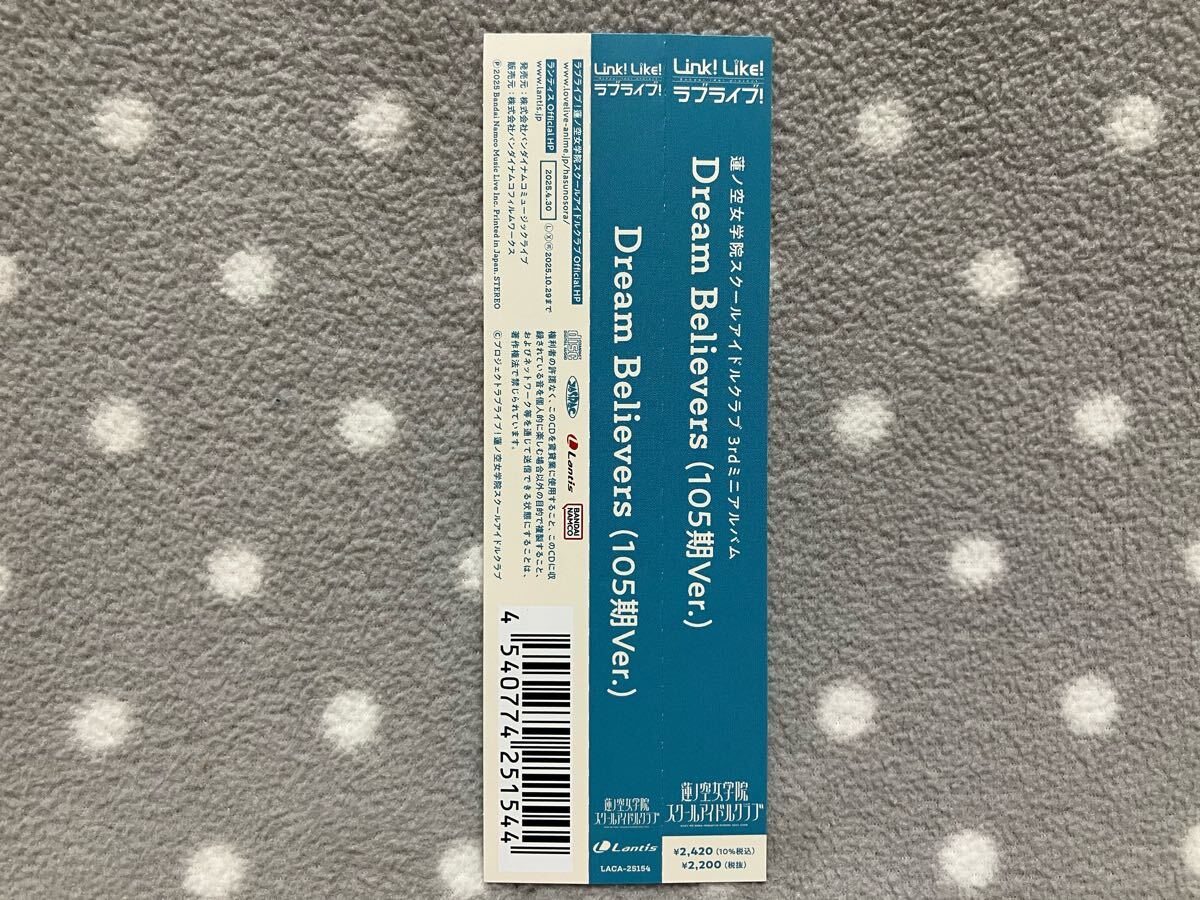 Link! Like!
ラブライブ!
蓮ノ空女学院スクールアイドルクラブ 3rdミニアルバム
Dream Believers (105期Ver.)
蓮ノ空女学院
スクールアイドルクラブ
¥2,420 (10%税込)
¥2,200 (税抜)
Link! Like!
ラブライブ!
Dream Believers (105期Ver.)
蓮ノ空女学院
スクールアイドルクラブ
Lantis
LACA-25154
ラブライブ!蓮ノ空女学院スクールアイドルクラブ Official HP
www.lovelive-anime.jp/hasunosora/
ランティス Official HP
www.lantis.jp
2025.4.30
Ⓛ Ⓧ Ⓡ 2025.10.29まで
発売元:株式会社バンダイナムコミュージックライブ
販売元:株式会社バンダイナムコフィルムワークス
Ⓟ 2025 Bandai Namco Music Live Inc. Printed in Japan. STEREO
COMPACT
disc
DIGITAL AUDIO
JASRAC
Lantis
BANDAI
NAMCO
権利者の許諾なく、このCDを賃貸業に使用すること、このCDに収
録されている音を個人的に楽しむ場合以外の目的で複製すること、
およびネットワーク等を通じて送信できる状態にすることは、
著作権法で禁じられています。
©プロジェクトラブライブ!蓮ノ空女学院スクールアイドルクラブ
4 540774 251544